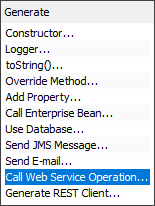 Generate
Constructor...
Logger...
toString()...
Override Method...
Add Property...
Call Enterprise Bean...
Use Database...
Send JMS Message...
Send E-mail...
Call Web Service Operation...
Generate REST Client...